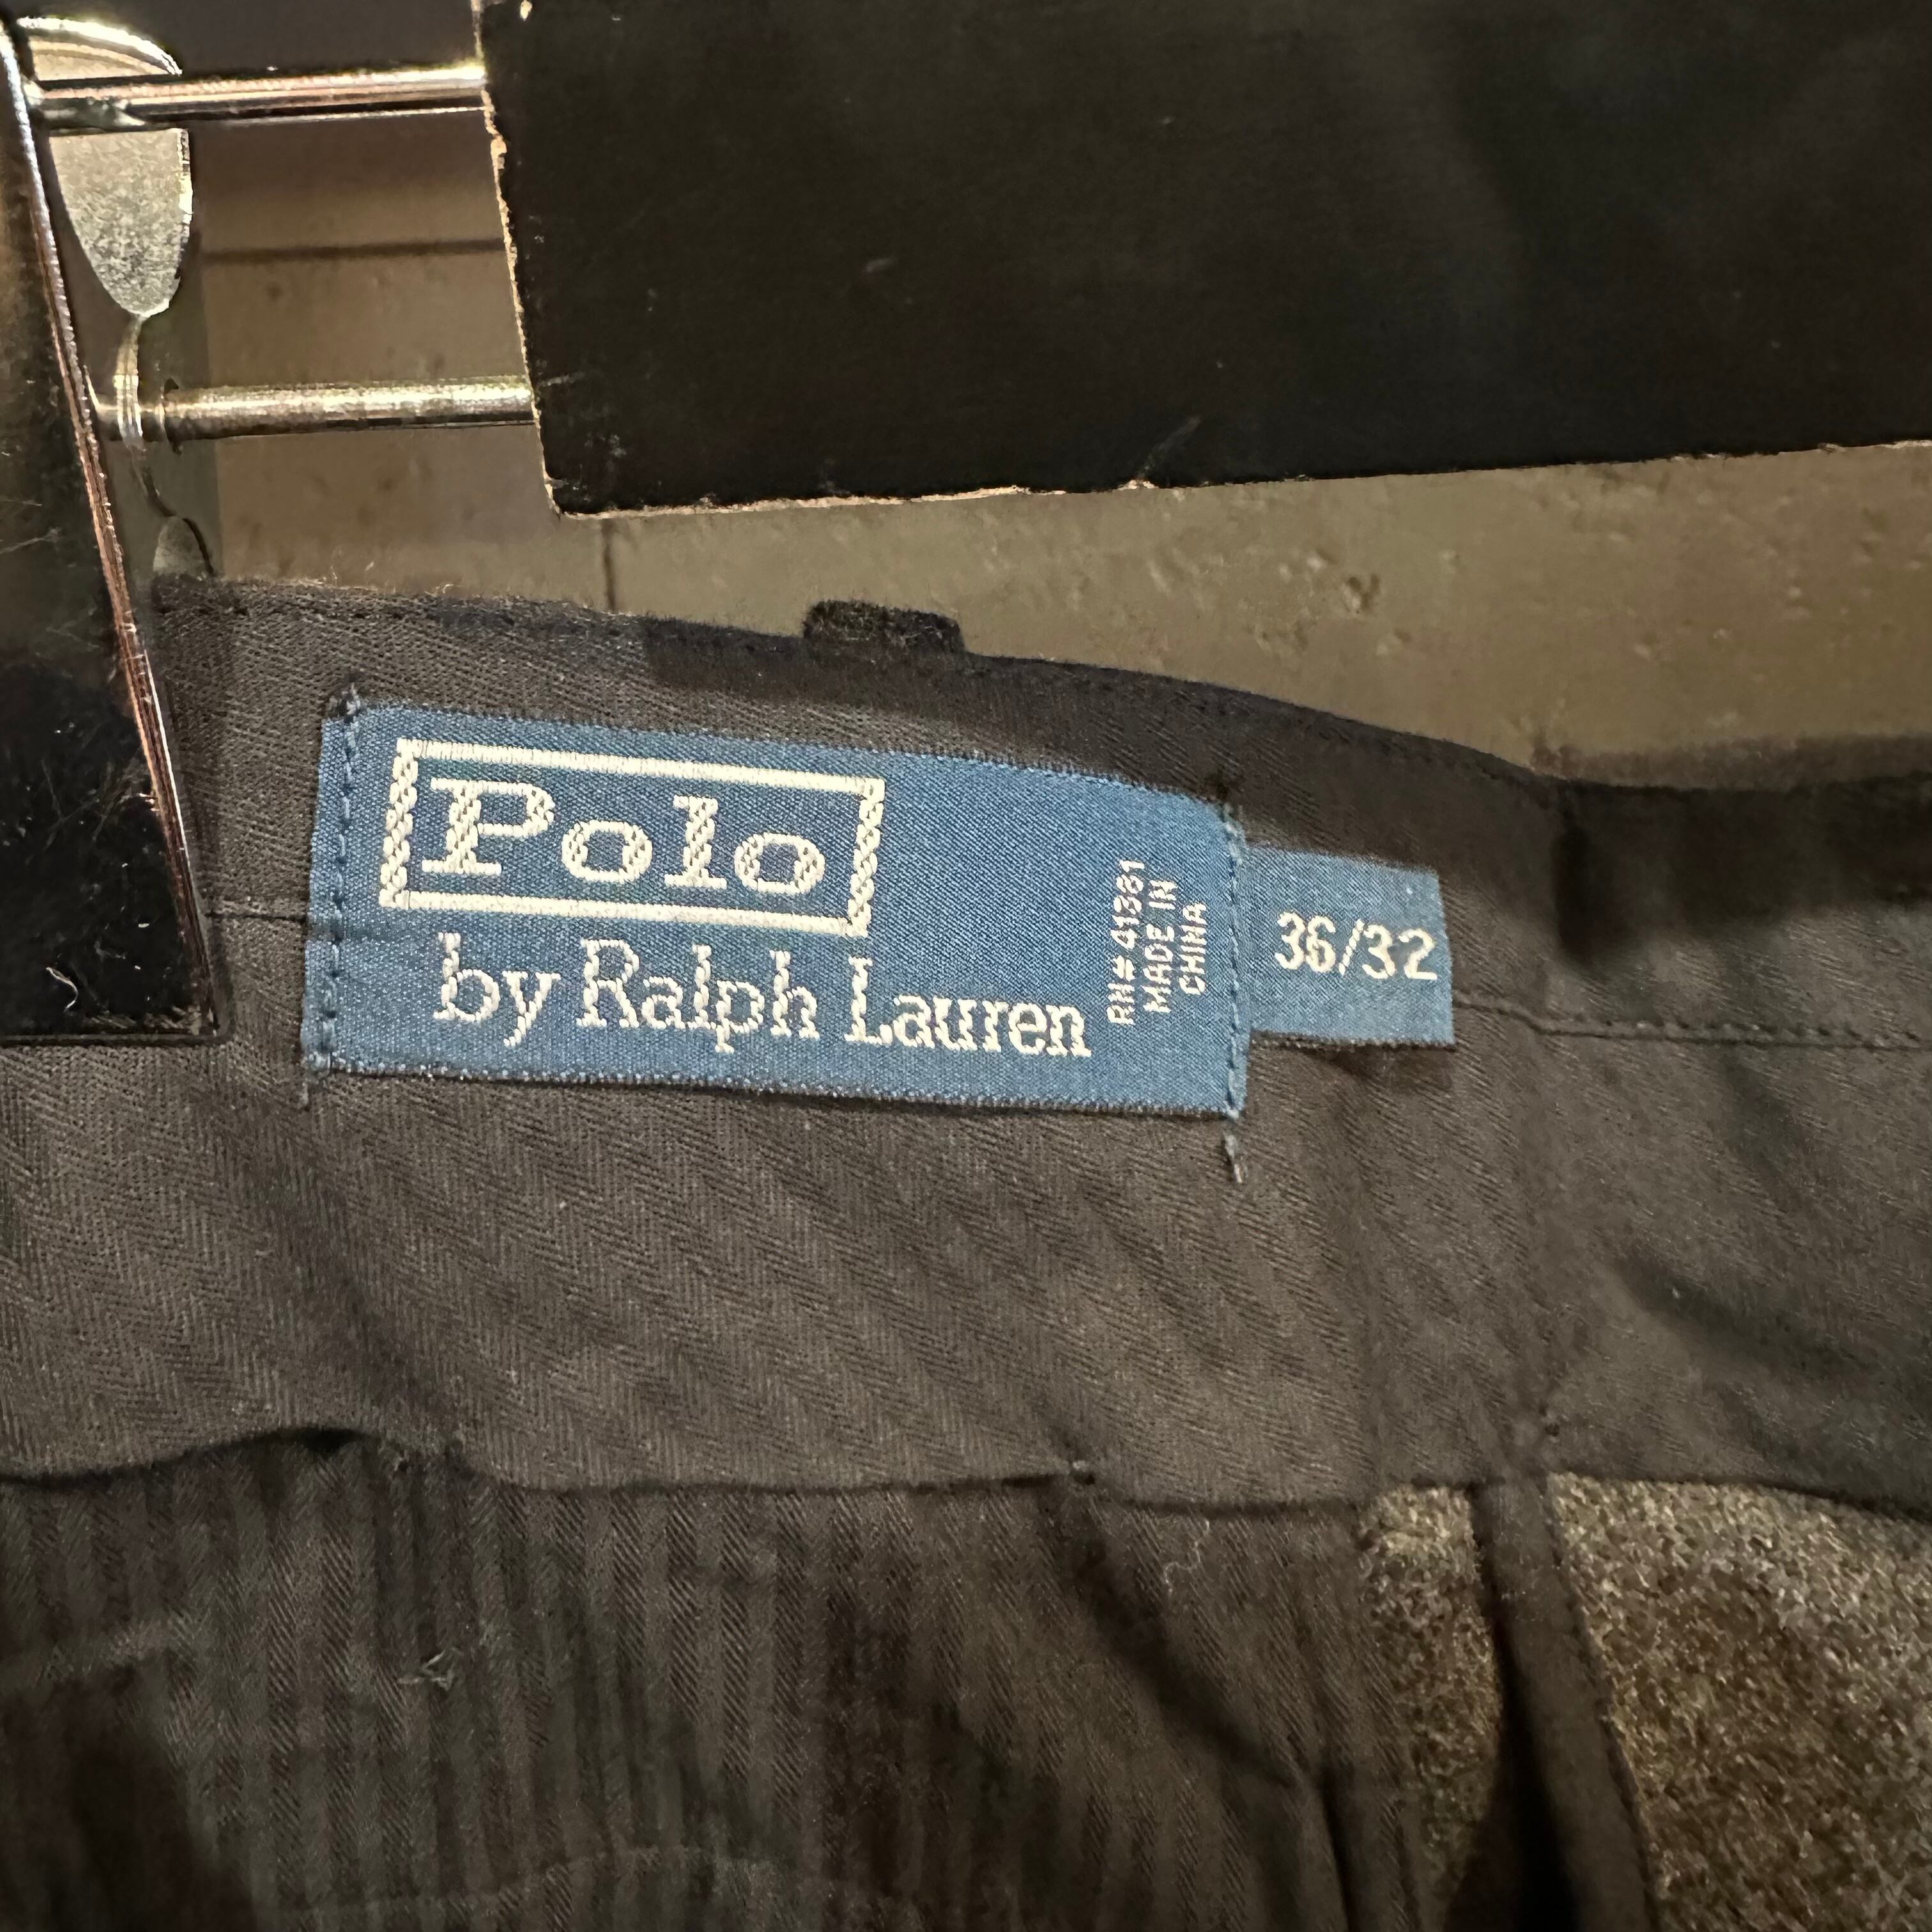 Polo
by Ralph Lauren
RN# 41381
MADE IN
CHINA
36/32